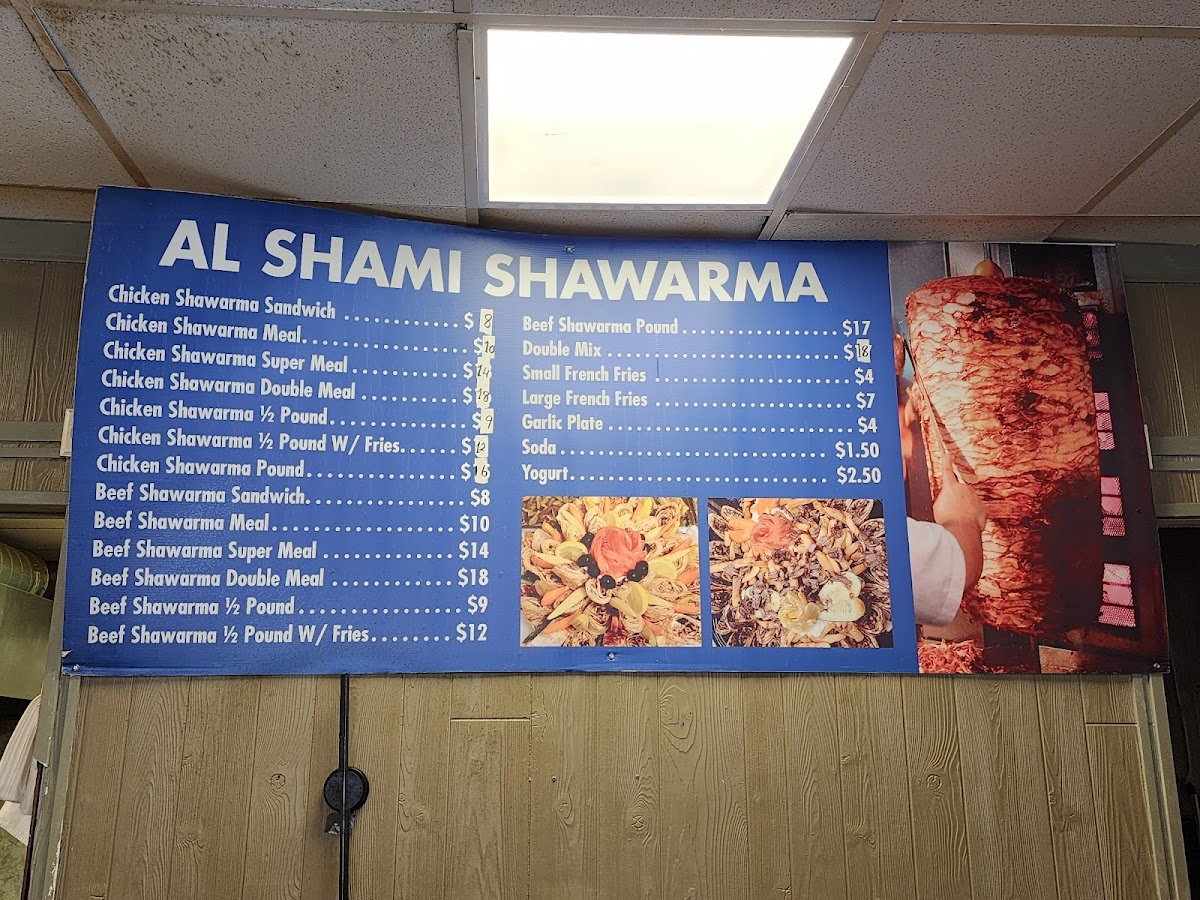 AL SHAMI SHAWARMA
Chicken Shawarma Sandwich ............ $ 8
Chicken Shawarma Meal.................. $10
Chicken Shawarma Super Meal ............ $14
Chicken Shawarma Double Meal .......... $18
Chicken Shawarma ½ Pound............... $9
Chicken Shawarma ½ Pound W/ Fries...... $12
Chicken Shawarma Pound................. $16
Beef Shawarma Sandwich................. $8
Beef Shawarma Meal..................... $10
Beef Shawarma Super Meal .............. $14
Beef Shawarma Double Meal ............. $18
Beef Shawarma ½ Pound.................. $9
Beef Shawarma ½ Pound W/ Fries........ $12
Beef Shawarma Pound.................. $17
Double Mix ........................... $18
Small French Fries ..................... $4
Large French Fries ..................... $7
Garlic Plate .......................... $4
Soda............................... $1.50
Yogurt............................. $2.50